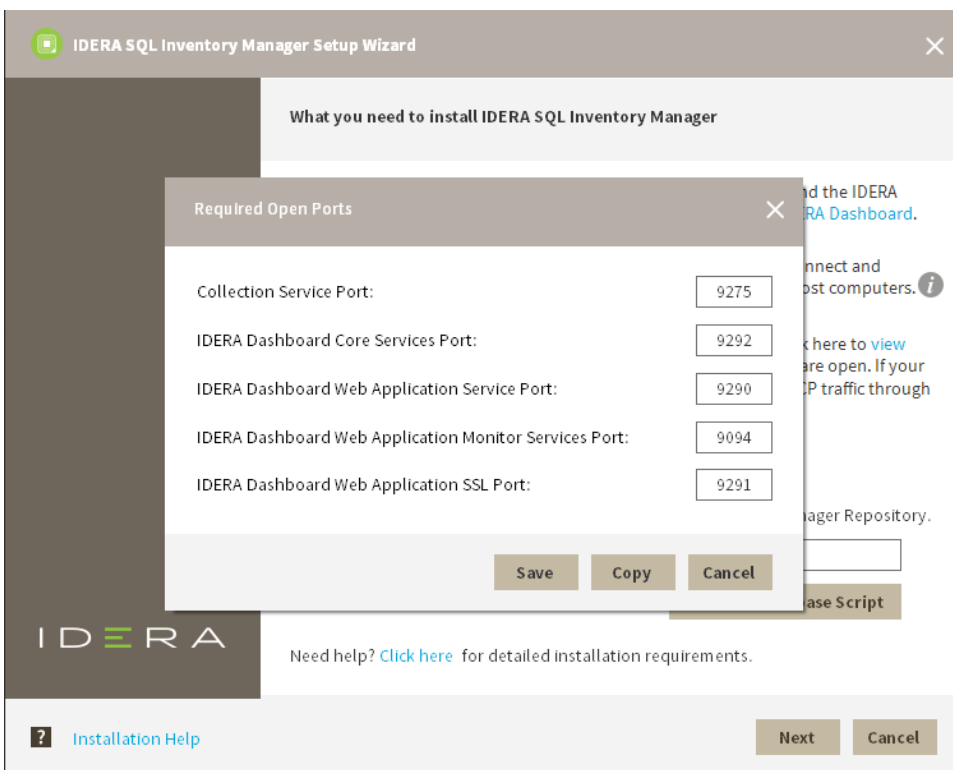 IDERA SQL Inventory Manager Setup Wizard
What you need to install IDERA SQL Inventory Manager
nd the IDERA
RA Dashboard.
Required Open Ports
nnect and
ost computers.
Collection Service Port: 9275
IDERA Dashboard Core Services Port: 9292
here to view
are open. If your
IDERA Dashboard Web Application Service Port: 9290
CP traffic through
IDERA Dashboard Web Application Monitor Services Port: 9094
IDERA Dashboard Web Application SSL Port: 9291
ager Repository.
Save Copy Cancel
ase Script
IDERA
Need help? Click here for detailed installation requirements.
? Installation Help
Next Cancel